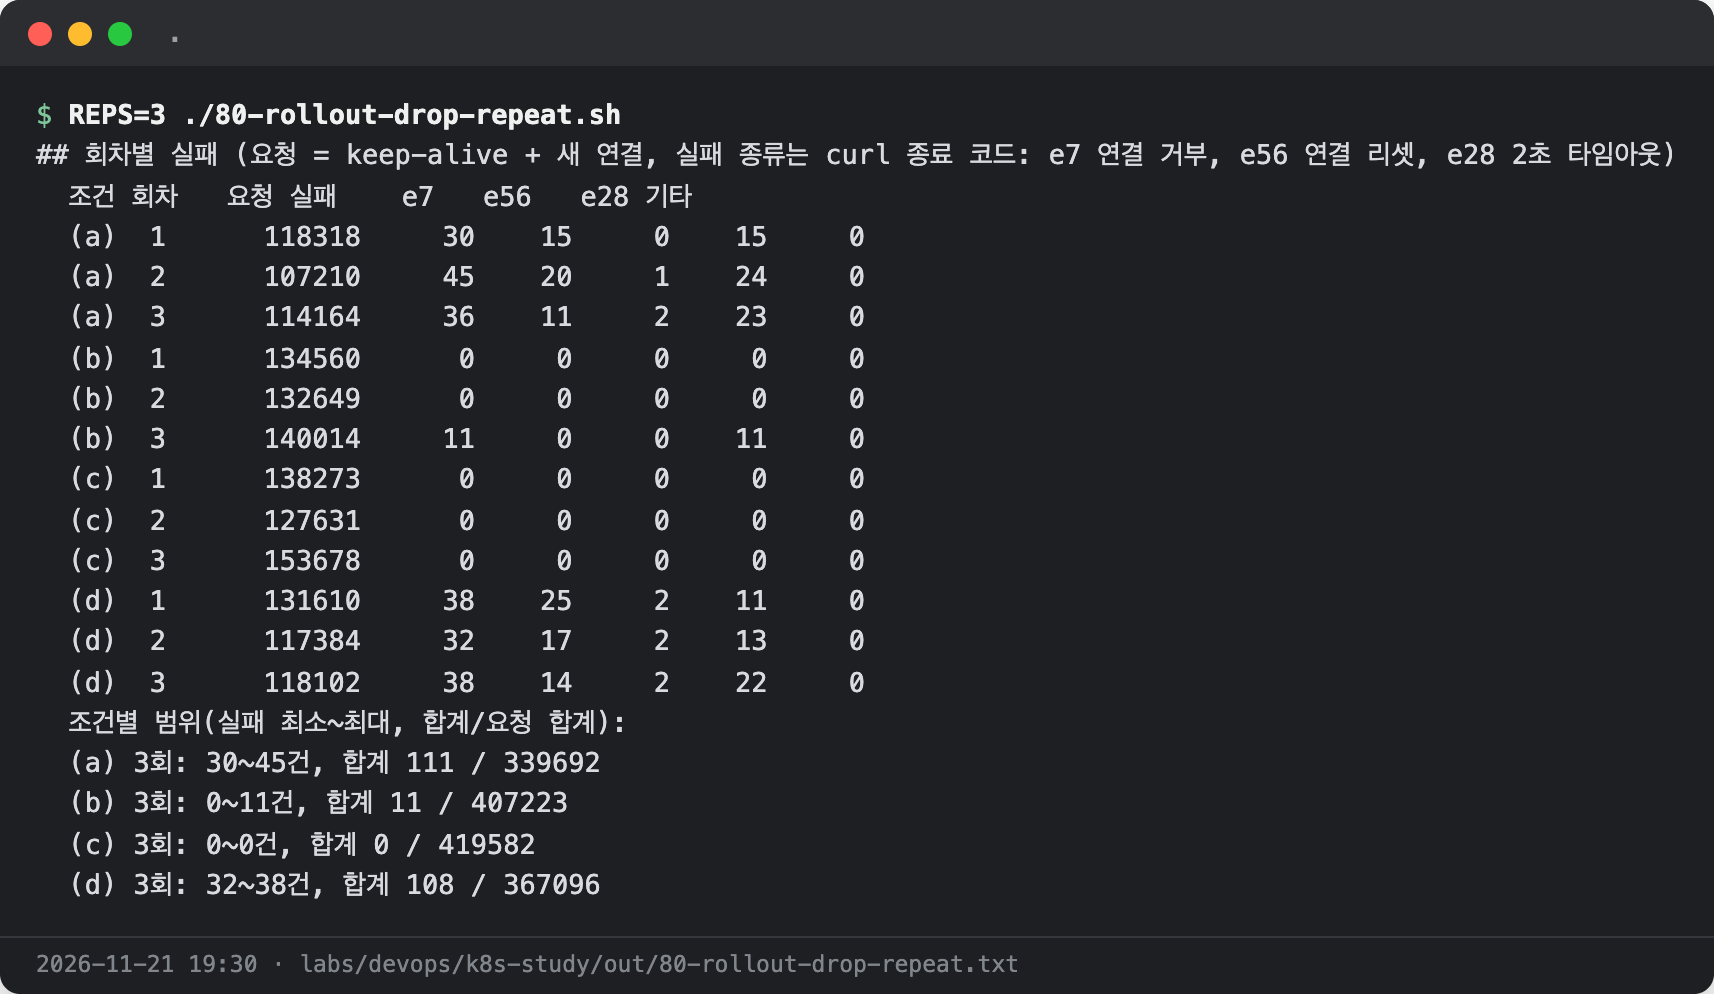 .
$ REPS=3 ./80-rollout-drop-repeat.sh
## 회차별 실패 (요청 = keep-alive + 새 연결, 실패 종류는 curl 종료 코드: e7 연결 거부, e56 연결 리셋, e28 2초 타임아웃)
조건 회차 요청 실패 e7 e56 e28 기타
(a) 1 118318 30 15 0 15 0
(a) 2 107210 45 20 1 24 0
(a) 3 114164 36 11 2 23 0
(b) 1 134560 0 0 0 0 0
(b) 2 132649 0 0 0 0 0
(b) 3 140014 11 0 0 11 0
(c) 1 138273 0 0 0 0 0
(c) 2 127631 0 0 0 0 0
(c) 3 153678 0 0 0 0 0
(d) 1 131610 38 25 2 11 0
(d) 2 117384 32 17 2 13 0
(d) 3 118102 38 14 2 22 0
조건별 범위(실패 최소~최대, 합계/요청 합계):
(a) 3회: 30~45건, 합계 111 / 339692
(b) 3회: 0~11건, 합계 11 / 407223
(c) 3회: 0~0건, 합계 0 / 419582
(d) 3회: 32~38건, 합계 108 / 367096
2026-11-21 19:30 · labs/devops/k8s-study/out/80-rollout-drop-repeat.txt